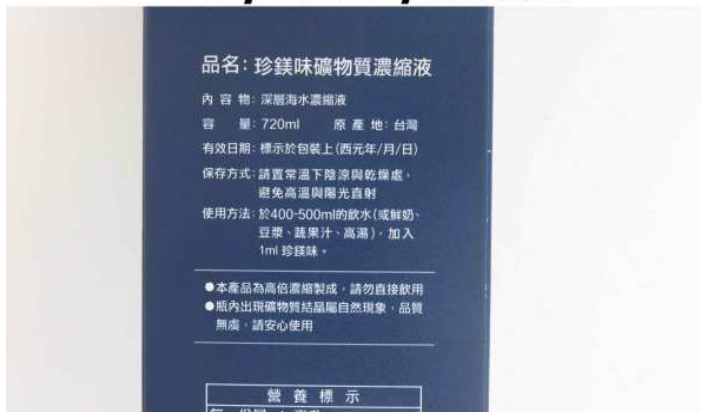 品名：珍鎂味礦物質濃縮液
內 容 物：深層海水濃縮液
容　　量：720ml　　原 產 地：台灣
有效日期：標示於包裝上(西元年/月/日)
保存方式：請置常溫下陰涼與乾燥處，
避免高溫與陽光直射
使用方法：於400-500ml的飲水(或鮮奶、
豆漿、蔬果汁、高湯)，加入
1ml 珍鎂味。
●本產品為高倍濃縮製成，請勿直接飲用
●瓶內出現礦物質結晶屬自然現象，品質
無虞，請安心使用
營 養 標 示